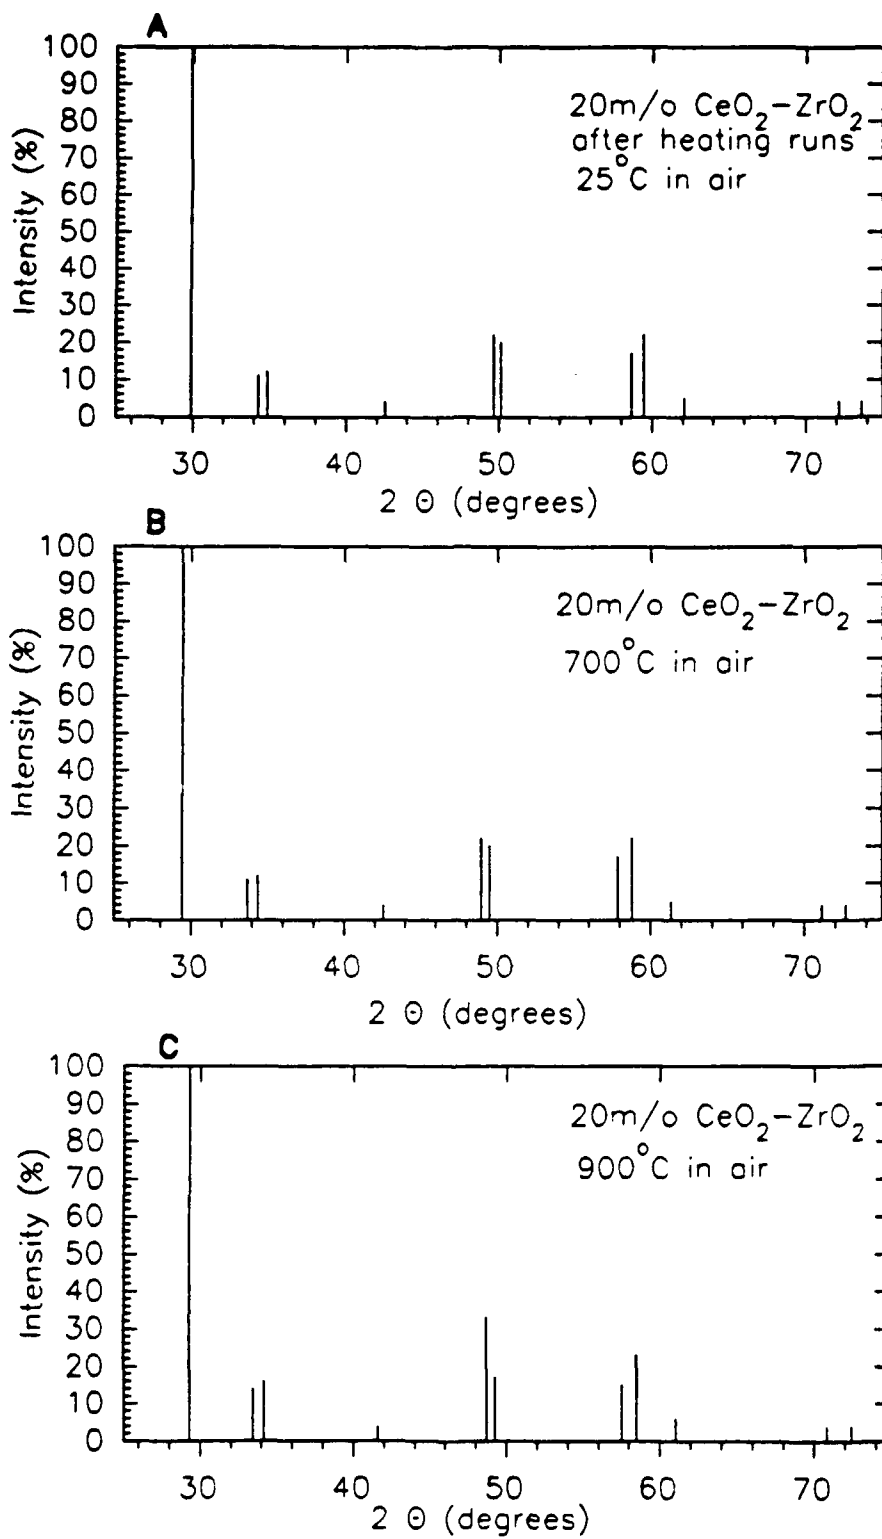 A
100
90
80
70
60
50
40
30
20
10
0
Intensity (%)
20m/o CeO₂-ZrO₂
after heating runs
25°C in air
30 40 50 60 70
2 Θ (degrees)
B
100
90
80
70
60
50
40
30
20
10
0
Intensity (%)
20m/o CeO₂-ZrO₂
700°C in air
30 40 50 60 70
2 Θ (degrees)
C
100
90
80
70
60
50
40
30
20
10
0
Intensity (%)
20m/o CeO₂-ZrO₂
900°C in air
30 40 50 60 70
2 Θ (degrees)